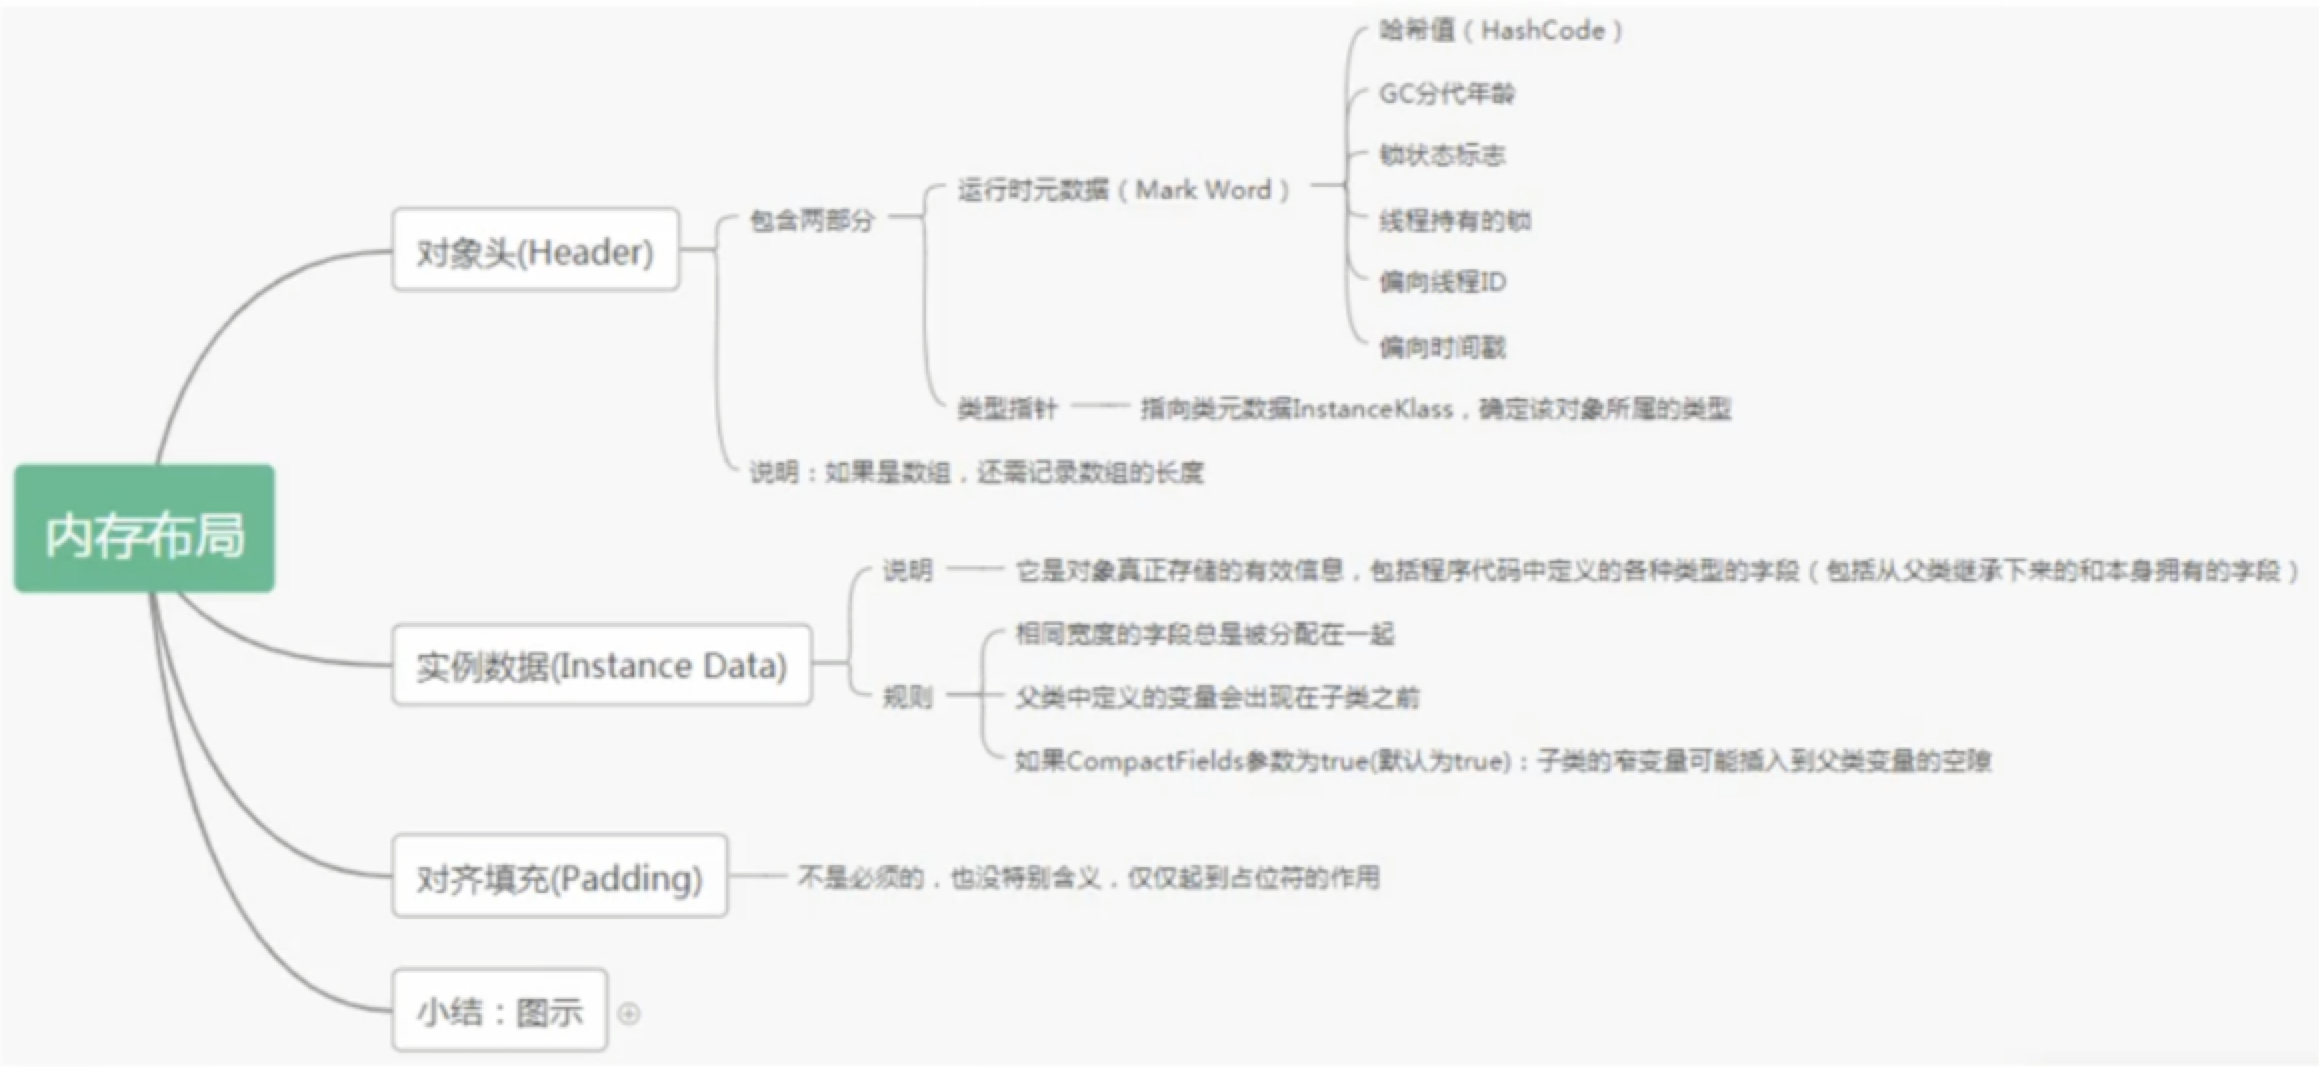 内存布局
对象头(Header)
包含两部分
运行时元数据（Mark Word）
哈希值（HashCode）
GC分代年龄
锁状态标志
线程持有的锁
偏向线程ID
偏向时间戳
类型指针
指向类元数据InstanceKlass，确定该对象所属的类型
说明：如果是数组，还需记录数组的长度
实例数据(Instance Data)
说明
它是对象真正存储的有效信息，包括程序代码中定义的各种类型的字段（包括从父类继承下来的和本身拥有的字段）
规则
相同宽度的字段总是被分配在一起
父类中定义的变量会出现在子类之前
如果CompactFields参数为true(默认为true)：子类的窄变量可能插入到父类变量的空隙
对齐填充(Padding)
不是必须的，也没特别含义，仅仅起到占位符的作用
小结：图示